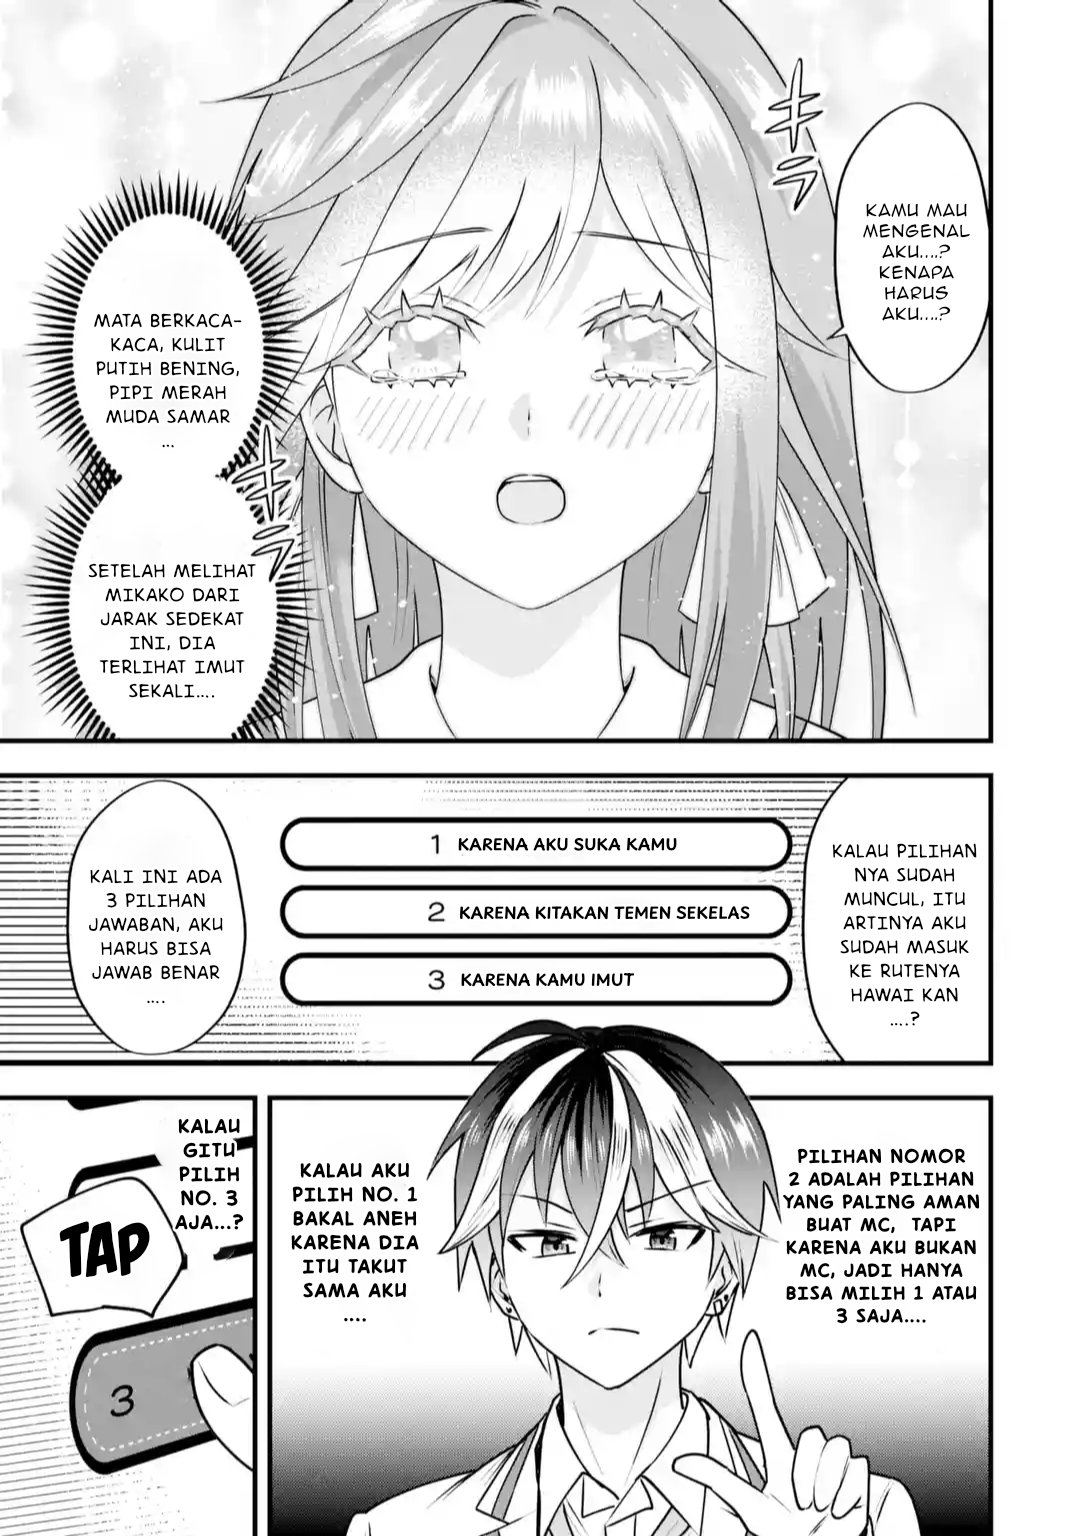 キラ
KAMU MAU
MENGENAL
AKU....?
KENAPA
HARUS
AKU....?
MATA BERKACA-
KACA, KULIT
PUTIH BENING,
PIPI MERAH
MUDA SAMAR
...
キラ
SETELAH MELIHAT
MIKAKO DARI
JARAK SEDEKAT
INI, DIA
TERLIHAT IMUT
SEKALI....
KALAU PILIHAN
NYA SUDAH
MUNCUL, ITU
ARTINYA AKU
SUDAH MASUK
KE RUTENYA
HAWAI KAN
....?
1 KARENA AKU SUKA KAMU
2 KARENA KITAKAN TEMEN SEKELAS
3 KARENA KAMU IMUT
KALI INI ADA
3 PILIHAN
JAWABAN, AKU
HARUS BISA
JAWAB BENAR
....
PILIHAN NOMOR
2 ADALAH PILIHAN
YANG PALING AMAN
BUAT MC, TAPI
KARENA AKU BUKAN
MC, JADI HANYA
BISA MILIH 1 ATAU
3 SAJA....
KALAU AKU
PILIH NO. 1
BAKAL ANEH
KARENA DIA
ITU TAKUT
SAMA AKU
....
KALAU
GITU
PILIH
NO. 3
AJA...?
TAP
3